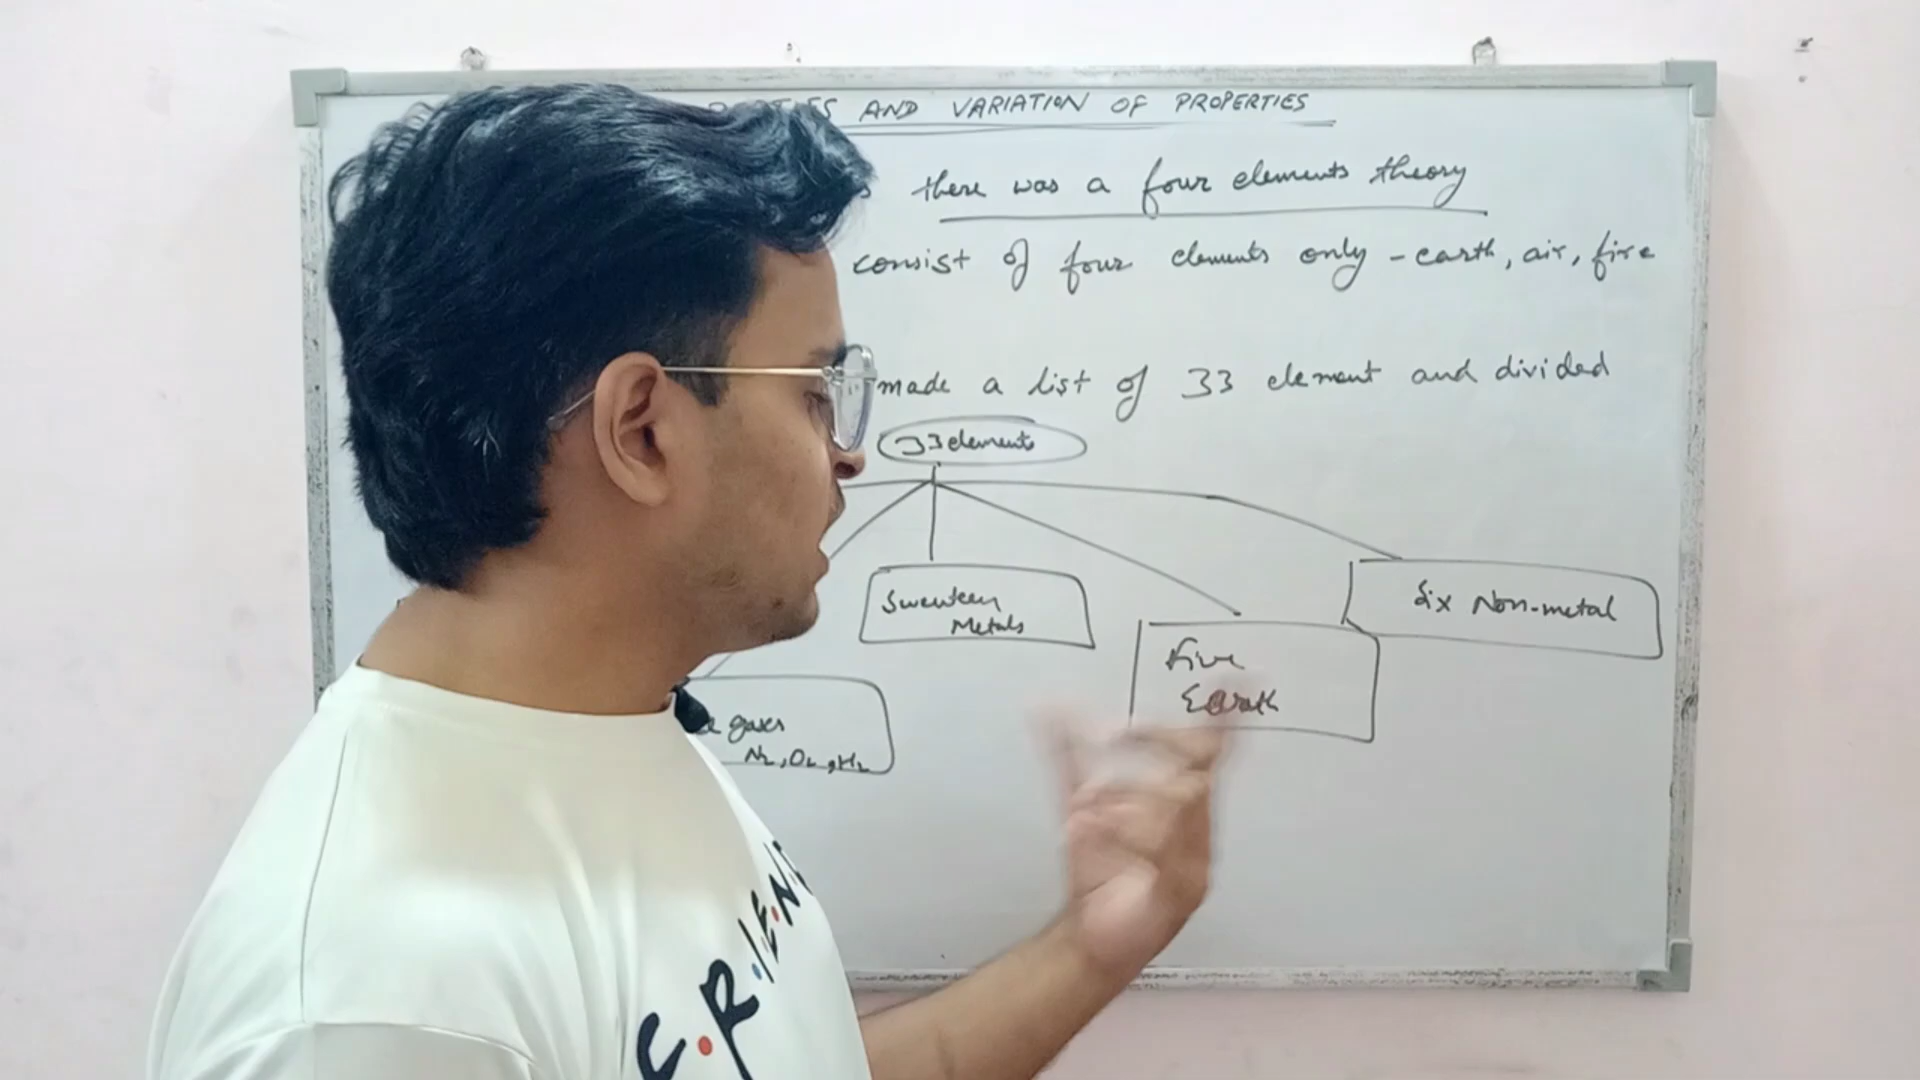 AND VARIATION OF PROPERTIES
there was a four elements theory
consist of four elements only - earth, air, fire
made a list of 33 element and divided
33 elements
Seventeen
Metals
Six Non-metal
Five
Earth
gases
N₂, O₂, H₂
F.R.I.E.N